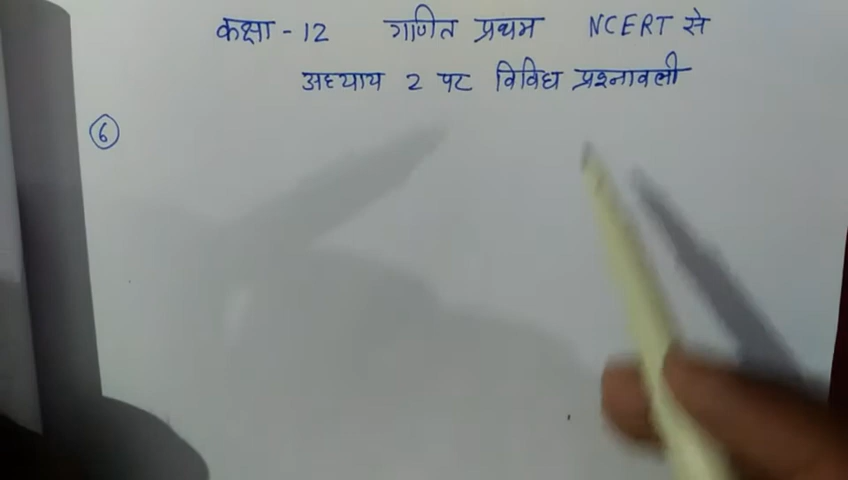 कक्षा - 12 गणित प्रथम NCERT से
अध्याय 2 पर विविध प्रश्नावली
6